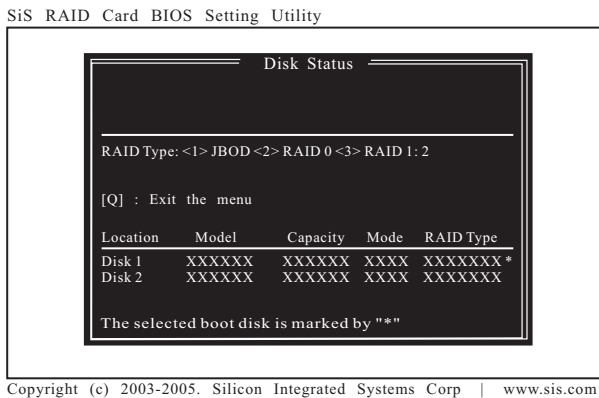 SiS RAID Card BIOS Setting Utility
Disk Status
RAID Type: <1> JBOD <2> RAID 0 <3> RAID 1: 2
[Q] : Exit the menu
Location Model Capacity Mode RAID Type
Disk 1 XXXXXX XXXXXX XXXX XXXXXXX *
Disk 2 XXXXXX XXXXXX XXXX XXXXXXX
The selected boot disk is marked by "*"
Copyright (c) 2003-2005. Silicon Integrated Systems Corp | www.sis.com